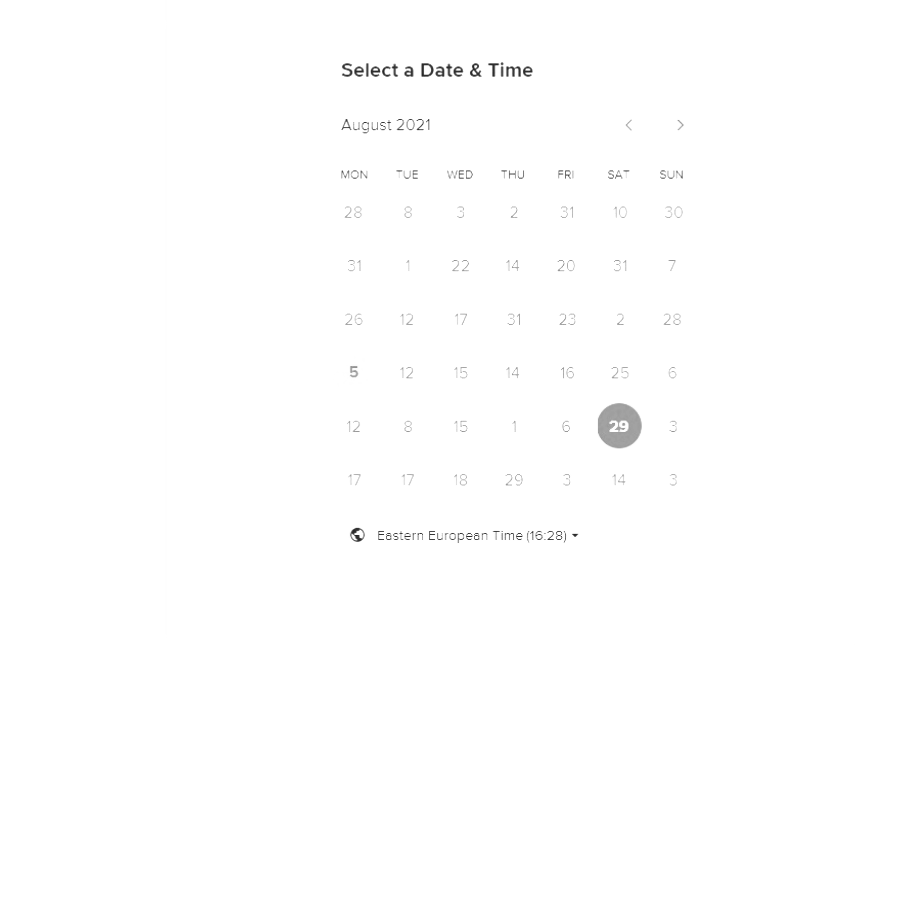 Select a Date & Time
August 2021
MON TUE WED THU FRI SAT SUN
28 8 3 2 31 10 30
31 1 22 14 20 31 7
26 12 17 31 23 2 28
5 12 15 14 16 25 6
12 8 15 1 6 29 3
17 17 18 29 3 14 3
Eastern European Time (16:28)